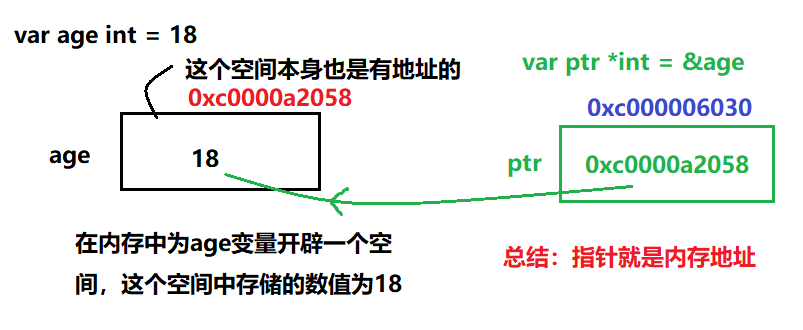 var age int = 18
这个空间本身也是有地址的
0xc0000a2058
age
18
在内存中为age变量开辟一个空
间，这个空间中存储的数值为18
var ptr *int = &age
0xc000006030
ptr
0xc0000a2058
总结：指针就是内存地址